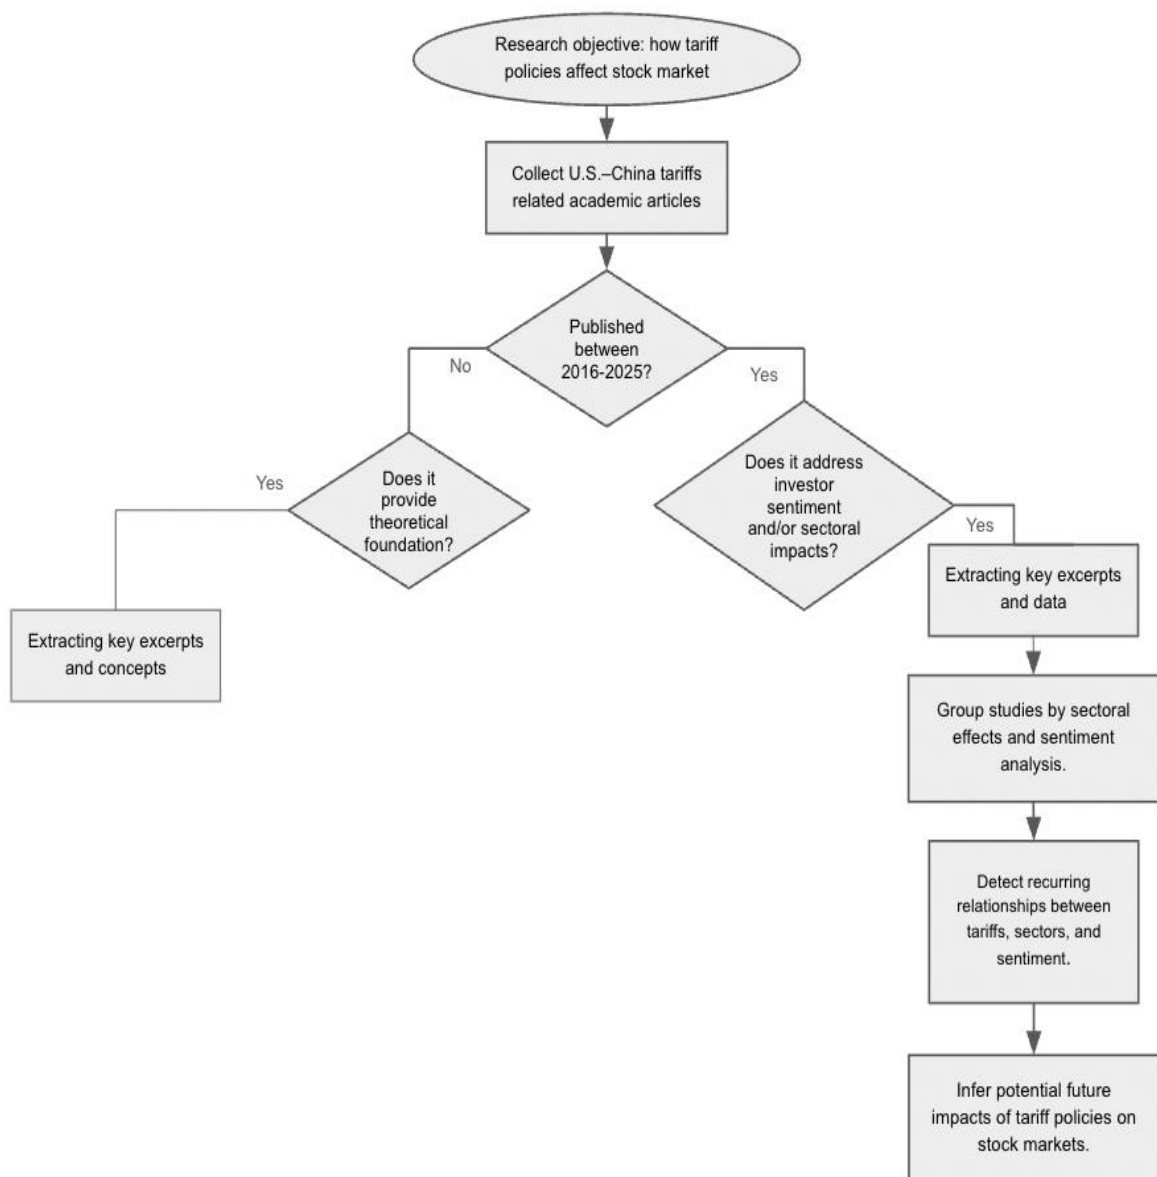 Research objective: how tariff
policies affect stock market
Collect U.S.–China tariffs
related academic articles
Published
between
2016-2025?
No
Yes
Does it
provide
theoretical
foundation?
Yes
Does it address
investor
sentiment
and/or sectoral
impacts?
Yes
Extracting key excerpts
and concepts
Extracting key excerpts
and data
Group studies by sectoral
effects and sentiment
analysis.
Detect recurring
relationships between
tariffs, sectors, and
sentiment.
Infer potential future
impacts of tariff policies on
stock markets.